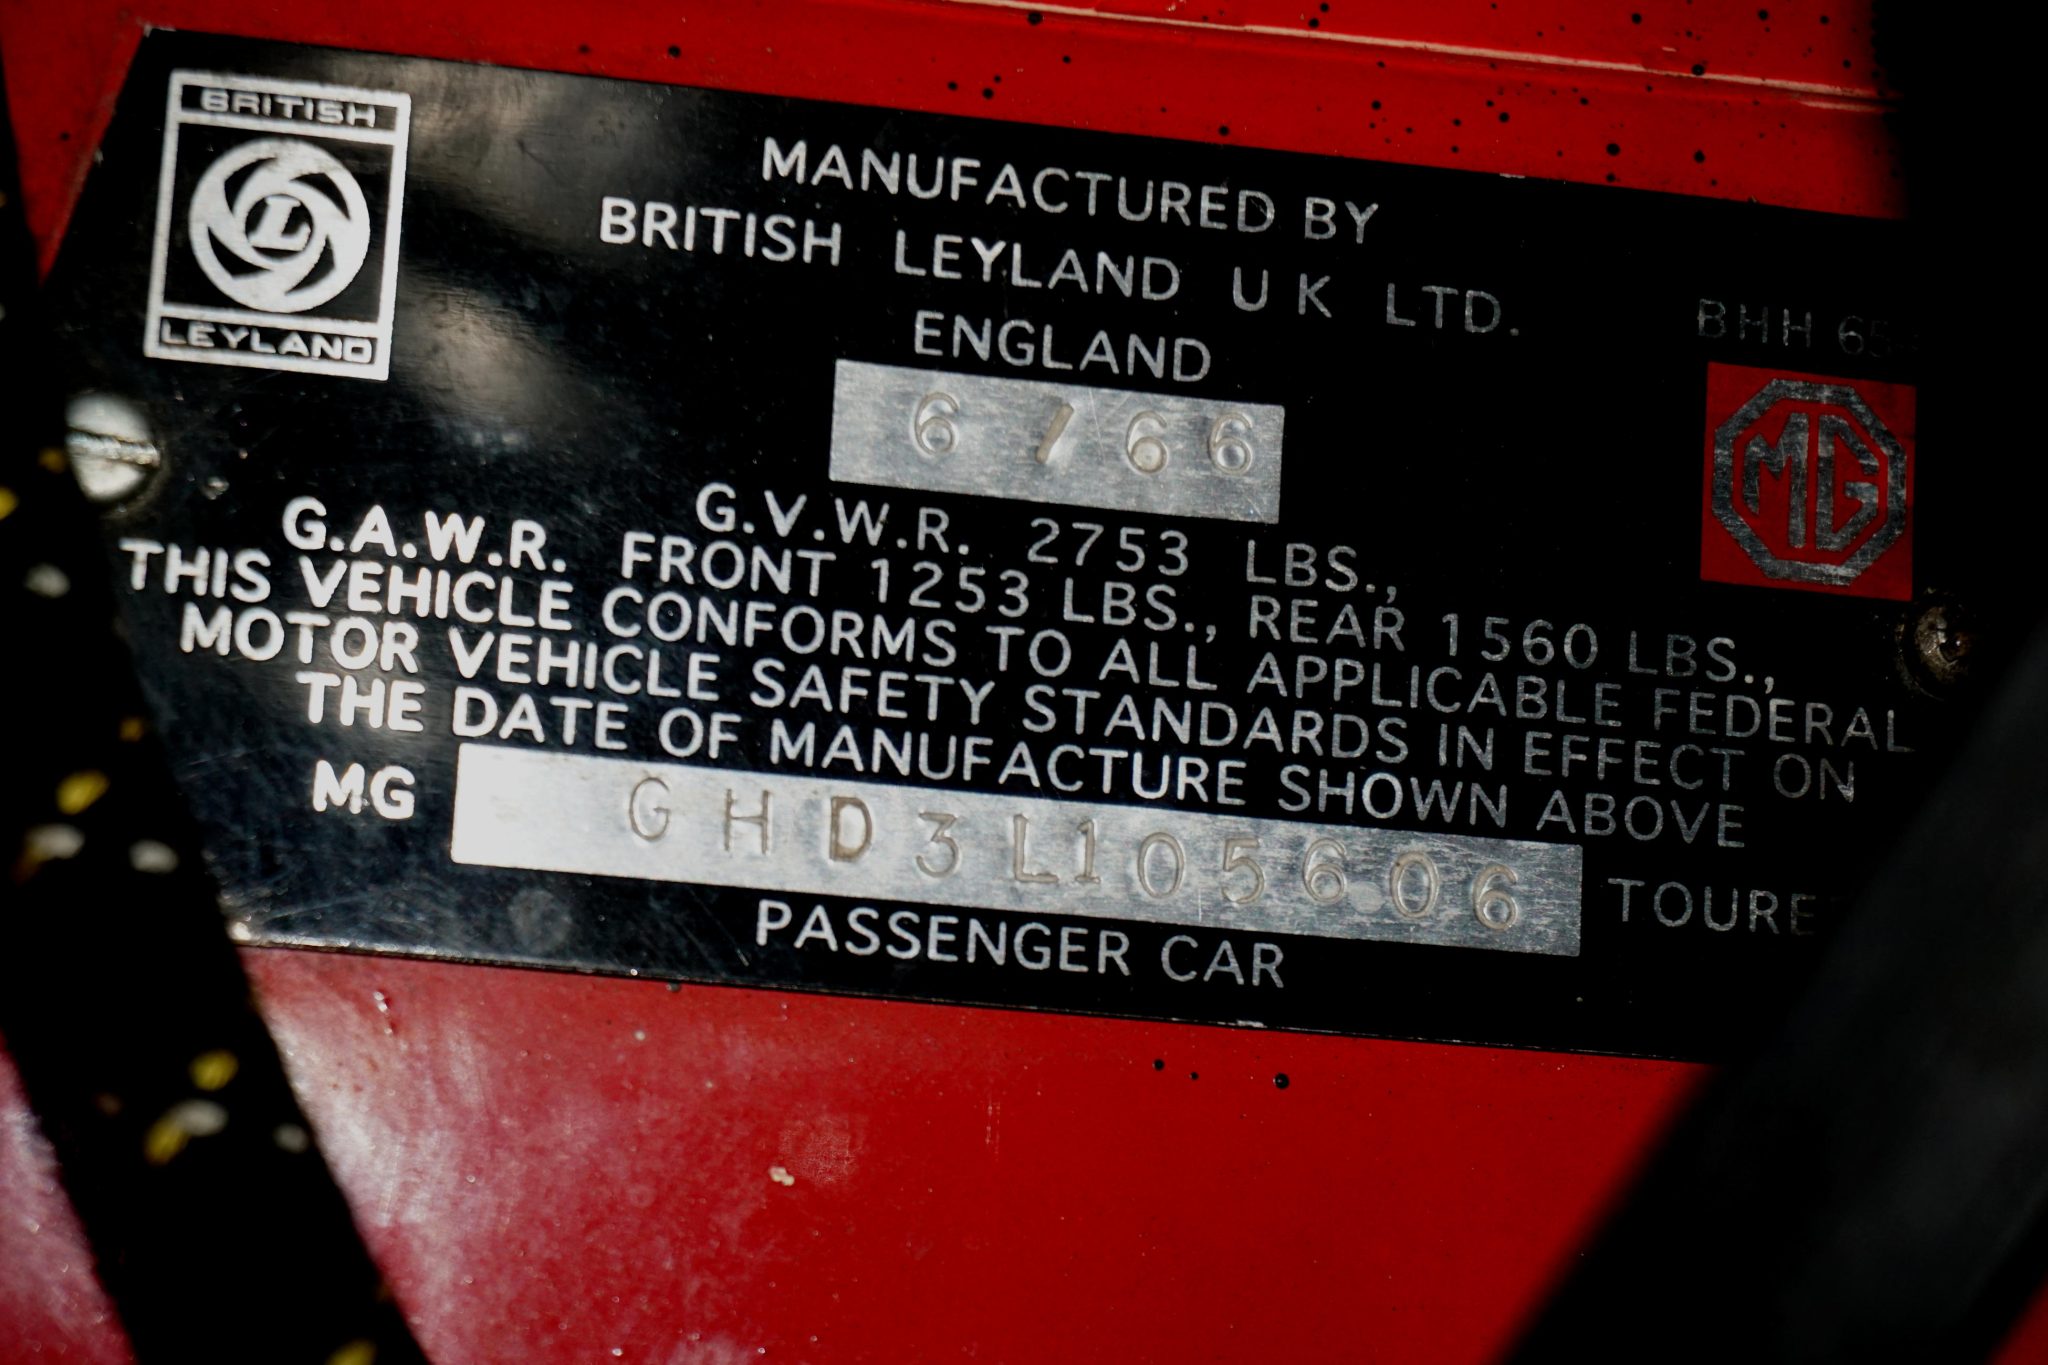 BRITISH
LEYLAND
MANUFACTURED BY
BRITISH LEYLAND U K LTD.
ENGLAND
BHH
MG
6 / 66
G.V.W.R. 2753 LBS.,
G.A.W.R. FRONT 1253 LBS., REAR 1560 LBS.,
THIS VEHICLE CONFORMS TO ALL APPLICABLE FEDERAL
MOTOR VEHICLE SAFETY STANDARDS IN EFFECT ON
THE DATE OF MANUFACTURE SHOWN ABOVE
MG GHD3L105606
PASSENGER CAR